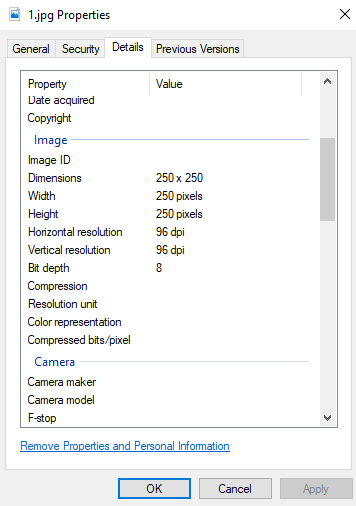 1.jpg Properties
General Security Details Previous Versions
Property Value
Date acquired
Copyright
Image
Image ID
Dimensions 250 x 250
Width 250 pixels
Height 250 pixels
Horizontal resolution 96 dpi
Vertical resolution 96 dpi
Bit depth 8
Compression
Resolution unit
Color representation
Compressed bits/pixel
Camera
Camera maker
Camera model
F-stop
Remove Properties and Personal Information
OK Cancel Apply